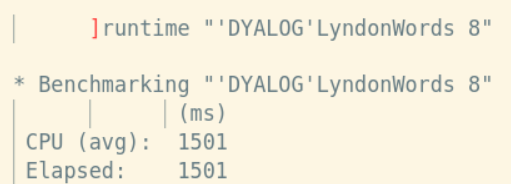 ]runtime "'DYALOG'LyndonWords 8"
* Benchmarking "'DYALOG'LyndonWords 8"
(ms)
CPU (avg): 1501
Elapsed: 1501